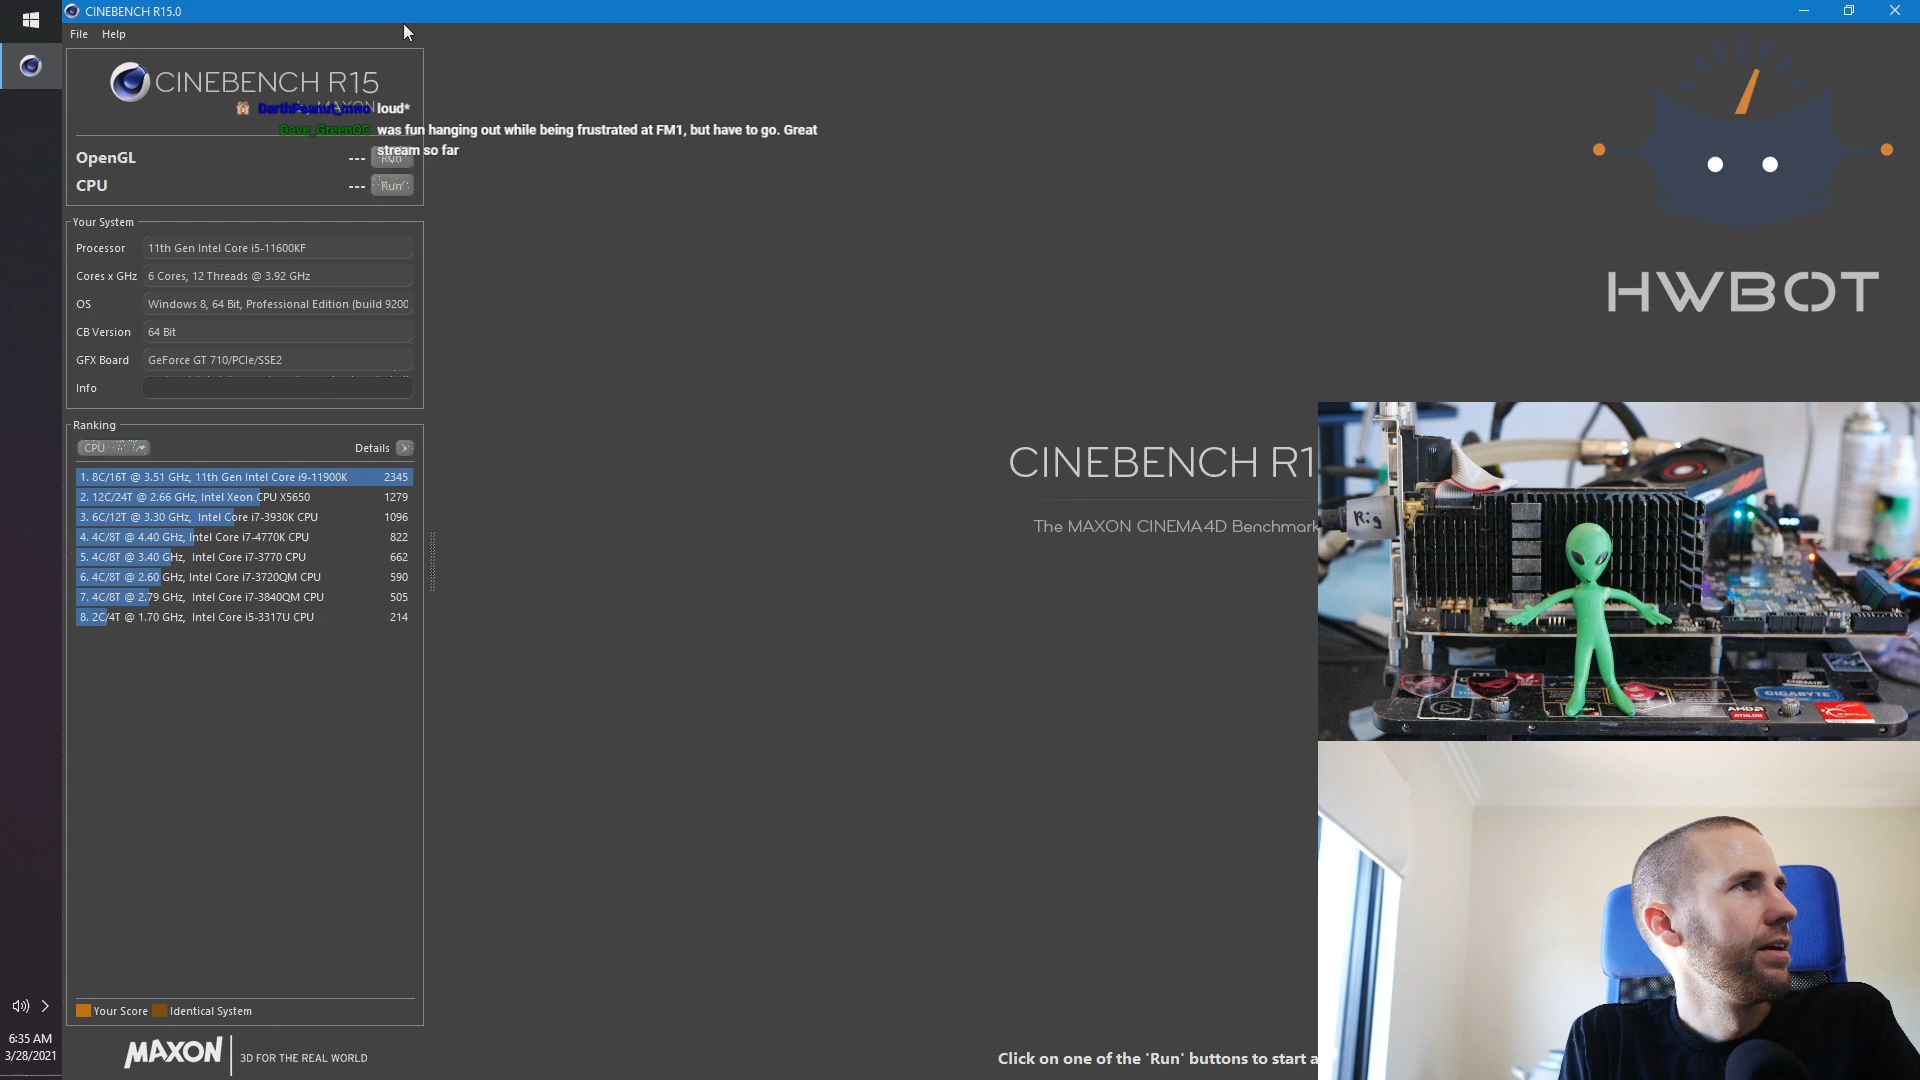 CINEBENCH R15.0
File Help
CINEBENCH R15
MAXON
DarthPeanut_mwo loud*
Dave_GreenOC was fun hanging out while being frustrated at FM1, but have to go. Great
stream so far
OpenGL --- Run
CPU --- Run
Your System
Processor 11th Gen Intel Core i5-11600KF
Cores x GHz 6 Cores, 12 Threads @ 3.92 GHz
OS Windows 8, 64 Bit, Professional Edition (build 9200
CB Version 64 Bit
GFX Board GeForce GT 710/PCIe/SSE2
Info
Ranking
CPU Details
1. 8C/16T @ 3.51 GHz, 11th Gen Intel Core i9-11900K 2345
2. 12C/24T @ 2.66 GHz, Intel Xeon CPU X5650 1279
3. 6C/12T @ 3.30 GHz, Intel Core i7-3930K CPU 1096
4. 4C/8T @ 4.40 GHz, Intel Core i7-4770K CPU 822
5. 4C/8T @ 3.40 GHz, Intel Core i7-3770 CPU 662
6. 4C/8T @ 2.60 GHz, Intel Core i7-3720QM CPU 590
7. 4C/8T @ 2.79 GHz, Intel Core i7-3840QM CPU 505
8. 2C/4T @ 1.70 GHz, Intel Core i5-3317U CPU 214
Your Score Identical System
MAXON 3D FOR THE REAL WORLD
6:35 AM
3/28/2021
HWBOT
CINEBENCH R1
The MAXON CINEMA4D Benchmark
Click on one of the 'Run' buttons to start a
Rig
GIGABYTE
AMD
ATHLON